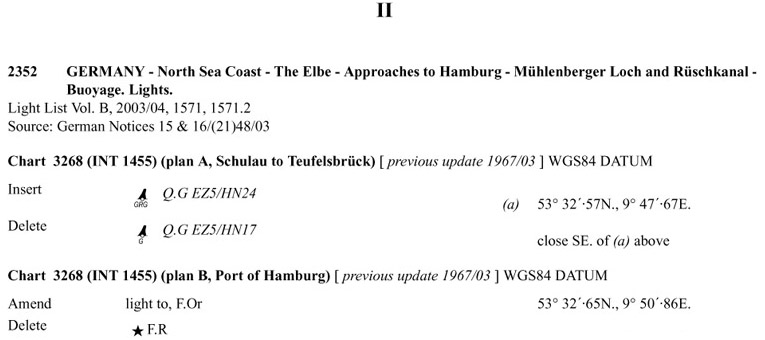 II
2352 GERMANY - North Sea Coast - The Elbe - Approaches to Hamburg - Mühlenberger Loch and Rüschkanal -
Buoyage. Lights.
Light List Vol. B, 2003/04, 1571, 1571.2
Source: German Notices 15 & 16/(21)48/03
Chart 3268 (INT 1455) (plan A, Schulau to Teufelsbrück) [ previous update 1967/03 ] WGS84 DATUM
Insert Q.G EZ5/HN24
GRG
(a) 53° 32´·57N., 9° 47´·67E.
Delete Q.G EZ5/HN17
G
close SE. of (a) above
Chart 3268 (INT 1455) (plan B, Port of Hamburg) [ previous update 1967/03 ] WGS84 DATUM
Amend light to, F.Or 53° 32´·65N., 9° 50´·86E.
Delete ★ F.R